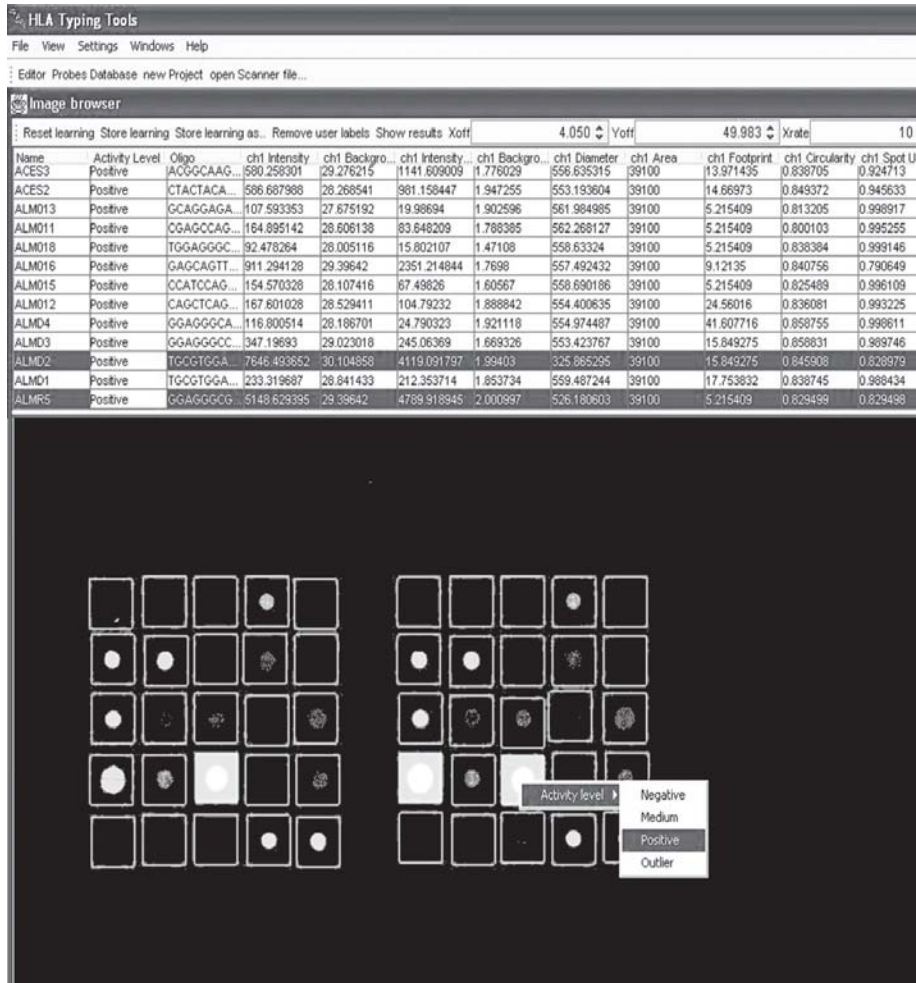 HLA Typing Tools
File View Settings Windows Help
Editor Probes Database new Project open Scanner file...
Image browser
Reset learning Store learning Store learning as... Remove user labels Show results Xoff 4.050 Yoff 49.983 Xrate 10
Name Activity Level Oligo ch1 Intensity ch1 Backgro... ch1 Intensity... ch1 Backgro... ch1 Diameter ch1 Area ch1 Footprint ch1 Circularity ch1 Spot U
ACES3 Positive ACGGCAAG... 580.258301 29.276215 1141.609009 1.776029 556.635315 39100 13.971435 0.838705 0.924713
ACES2 Positive CTACTACA... 586.687988 28.268541 981.158447 1.947255 553.193604 39100 14.66973 0.849372 0.945633
ALM013 Positive GCAGGAGA... 107.593353 27.675192 19.98694 1.902596 561.984985 39100 5.215409 0.813205 0.998917
ALM011 Positive CGAGCCAG... 164.895142 28.606138 83.648209 1.788385 562.268127 39100 5.215409 0.800103 0.995255
ALM018 Positive TGGAGGGC... 92.478264 28.005116 15.802107 1.47108 558.63324 39100 5.215409 0.838384 0.999146
ALM016 Positive GAGCAGTT... 911.294128 29.39642 2351.214844 1.7698 557.492432 39100 9.12135 0.840756 0.790649
ALM015 Positive CCATCCAG... 154.570328 28.107416 67.49826 1.60567 558.690186 39100 5.215409 0.825489 0.996109
ALM012 Positive CAGCTCAG... 167.601028 28.529411 104.79232 1.888842 554.400635 39100 24.56016 0.836081 0.993225
ALMD4 Positive GGAGGGCA... 116.800514 28.186701 24.790323 1.921118 554.974487 39100 41.607716 0.858755 0.998611
ALMD3 Positive GGAGGGCC... 347.19693 29.023018 245.06369 1.669326 553.423767 39100 15.849275 0.858831 0.989746
ALMD2 Positive TGCGTGGA... 7646.493652 30.104858 4119.091797 1.99403 325.865295 39100 15.849275 0.845908 0.828979
ALMD1 Positive TGCGTGGA... 233.319687 28.841433 212.353714 1.853734 559.487244 39100 17.753832 0.838745 0.988434
ALMR5 Positive GGAGGGCG... 5148.629395 29.39642 4789.918945 2.000997 526.180603 39100 5.215409 0.829499 0.829498
Activity level
Negative
Medium
Positive
Outlier